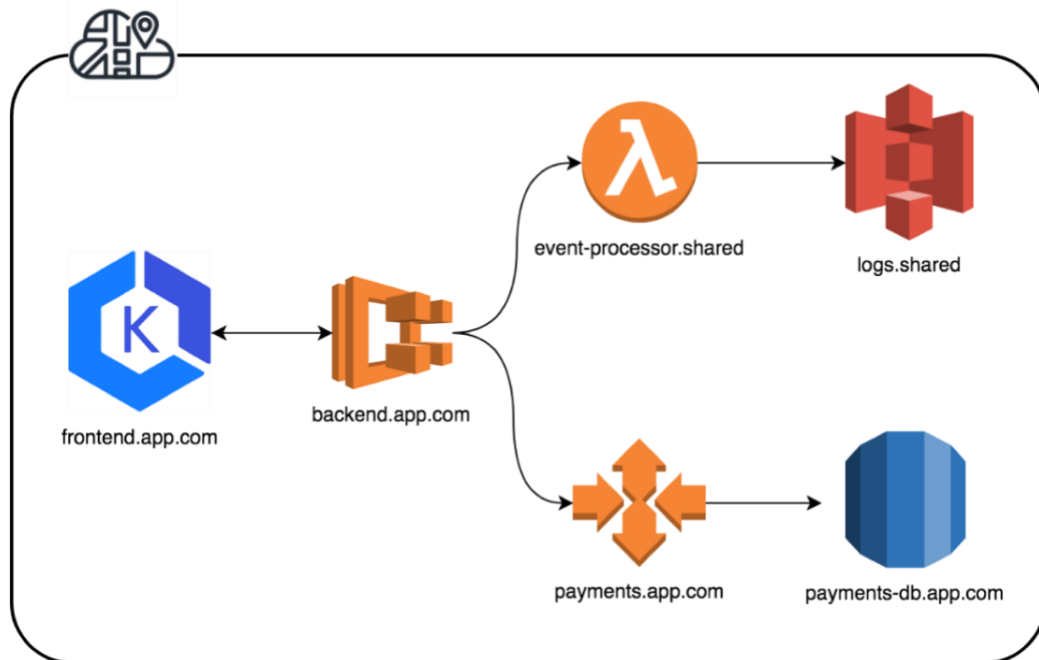 event-processor.shared
logs.shared
K
backend.app.com
frontend.app.com
payments.app.com
payments-db.app.com